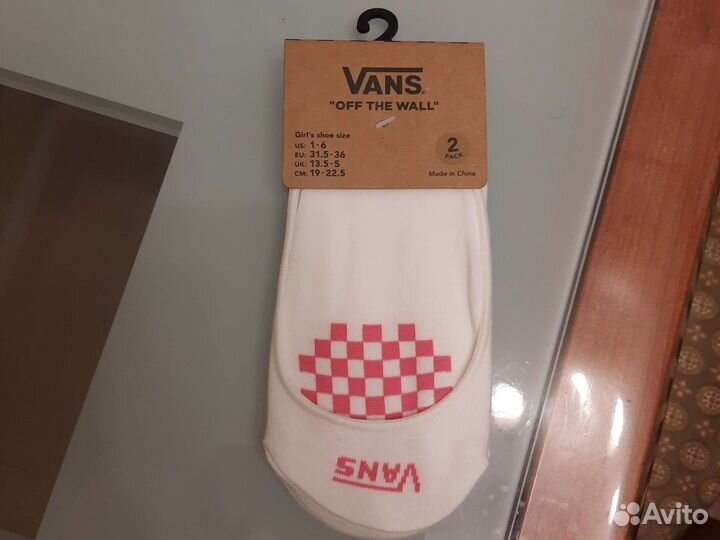 VANS
"OFF THE WALL"
Girl's shoe size
US: 1-6
EU: 31.5-36
UK: 13.5-5
CM: 19-22.5
2
PACK
Made in China
VANS
Avito